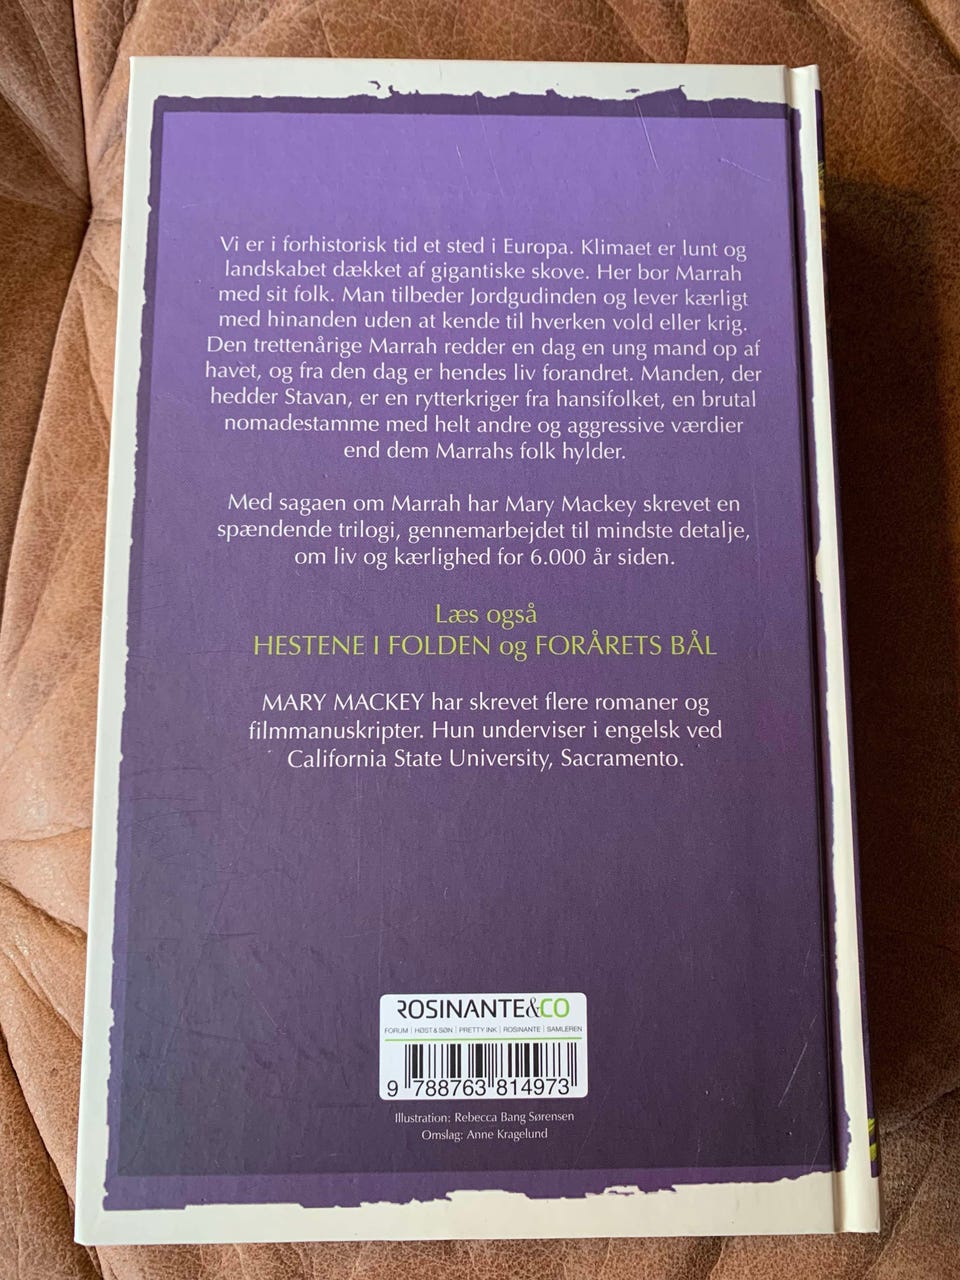 Vi er i forhistorisk tid et sted i Europa. Klimaet er lunt og
landskabet dækket af gigantiske skove. Her bor Marrah
med sit folk. Man tilbeder Jordgudinden og lever kærligt
med hinanden uden at kende til hverken vold eller krig.
Den trettenårige Marrah redder en dag en ung mand op af
havet, og fra den dag er hendes liv forandret. Manden, der
hedder Stavan, er en rytterkriger fra hansifolket, en brutal
nomadestamme med helt andre og aggressive værdier
end dem Marrahs folk hylder.
Med sagaen om Marrah har Mary Mackey skrevet en
spændende trilogi, gennemarbejdet til mindste detalje,
om liv og kærlighed for 6.000 år siden.
Læs også
HESTENE I FOLDEN og FORÅRETS BÅL
MARY MACKEY har skrevet flere romaner og
filmmanuskripter. Hun underviser i engelsk ved
California State University, Sacramento.
ROSINANTE&CO
FORUM | HØST & SØN | PRETTY INK | ROSINANTE | SAMLEREN
9 788763 814973
Illustration: Rebecca Bang Sørensen
Omslag: Anne Kragelund